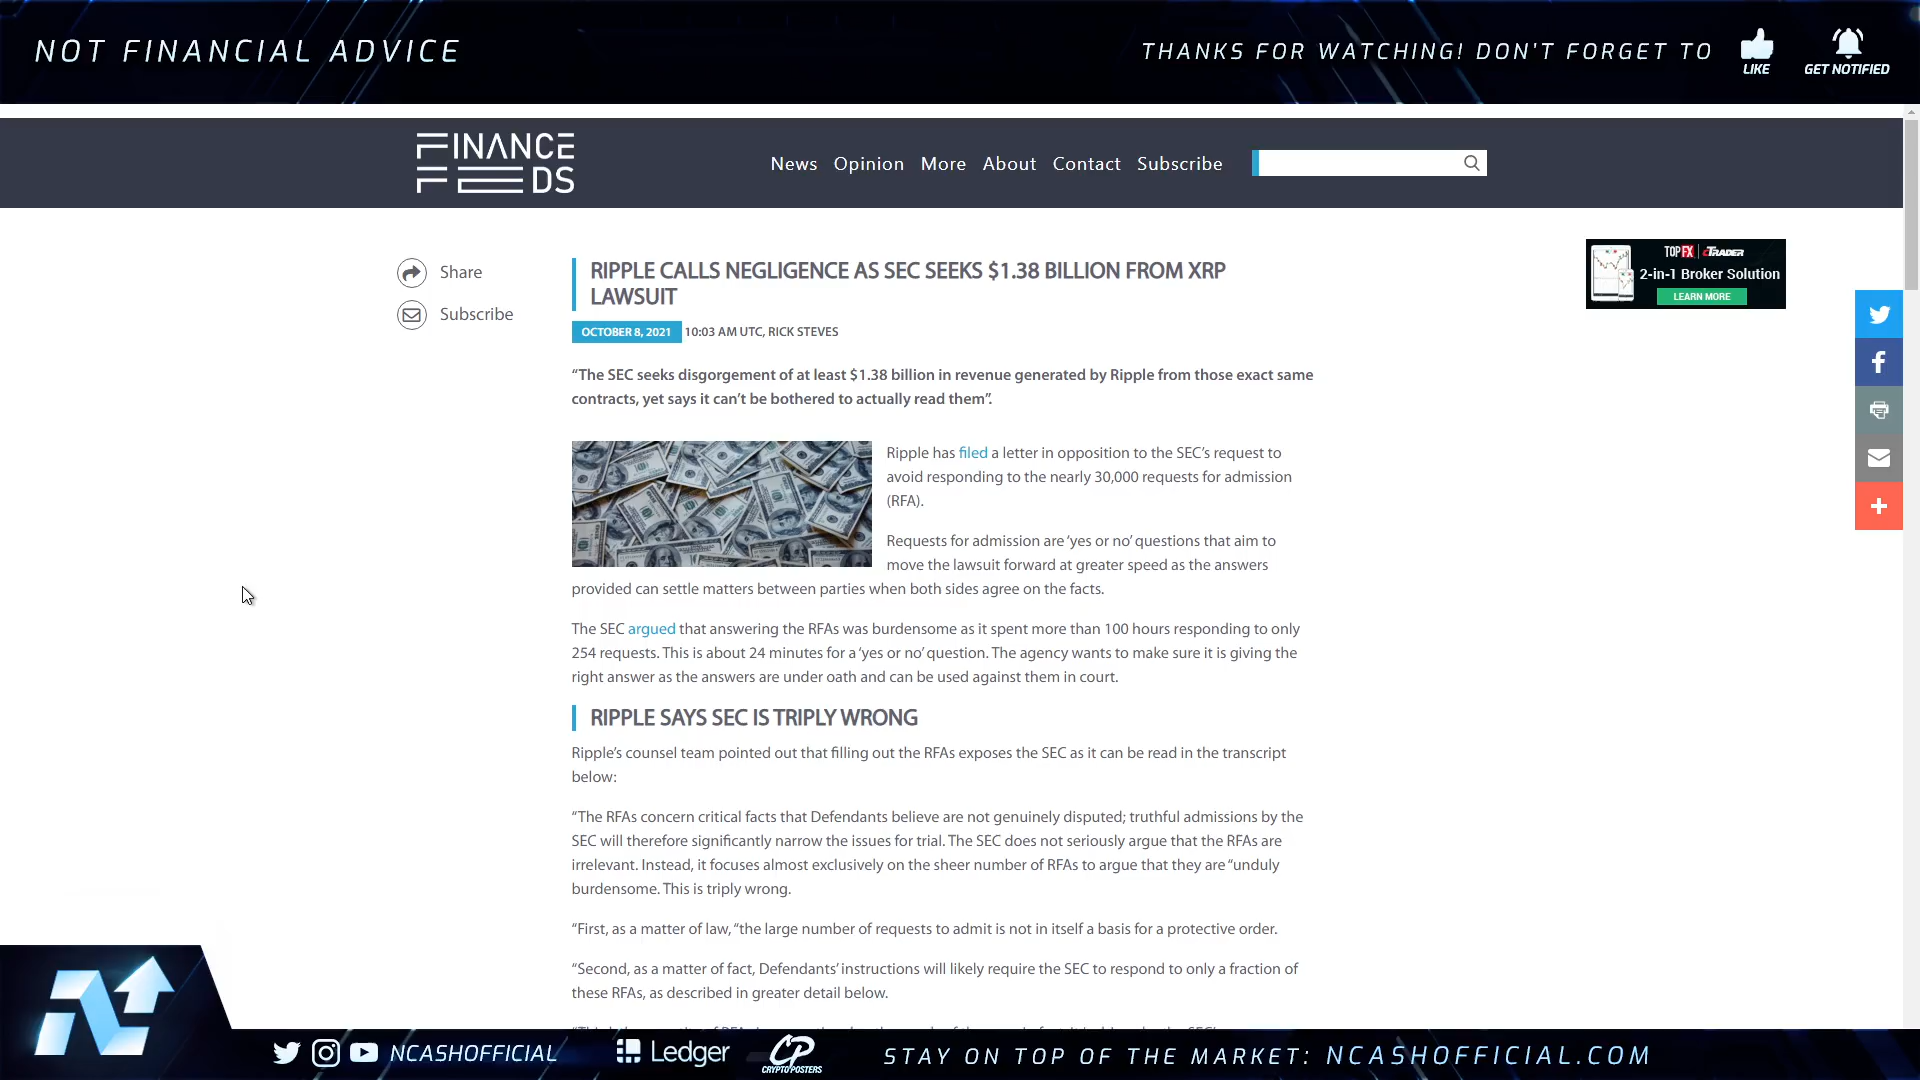 NOT FINANCIAL ADVICE
THANKS FOR WATCHING! DON'T FORGET TO
LIKE
GET NOTIFIED
FINANCE
FEEDS
News Opinion More About Contact Subscribe
Share
Subscribe
RIPPLE CALLS NEGLIGENCE AS SEC SEEKS $1.38 BILLION FROM XRP
LAWSUIT
OCTOBER 8, 2021 10:03 AM UTC, RICK STEVES
“The SEC seeks disgorgement of at least $1.38 billion in revenue generated by Ripple from those exact same
contracts, yet says it can’t be bothered to actually read them”.
Ripple has filed a letter in opposition to the SEC’s request to
avoid responding to the nearly 30,000 requests for admission
(RFA).
Requests for admission are ‘yes or no’ questions that aim to
move the lawsuit forward at greater speed as the answers
provided can settle matters between parties when both sides agree on the facts.
The SEC argued that answering the RFAs was burdensome as it spent more than 100 hours responding to only
254 requests. This is about 24 minutes for a ‘yes or no’ question. The agency wants to make sure it is giving the
right answer as the answers are under oath and can be used against them in court.
RIPPLE SAYS SEC IS TRIPLY WRONG
Ripple’s counsel team pointed out that filling out the RFAs exposes the SEC as it can be read in the transcript
below:
“The RFAs concern critical facts that Defendants believe are not genuinely disputed; truthful admissions by the
SEC will therefore significantly narrow the issues for trial. The SEC does not seriously argue that the RFAs are
irrelevant. Instead, it focuses almost exclusively on the sheer number of RFAs to argue that they are “unduly
burdensome. This is triply wrong.
“First, as a matter of law, “the large number of requests to admit is not in itself a basis for a protective order.
“Second, as a matter of fact, Defendants’ instructions will likely require the SEC to respond to only a fraction of
these RFAs, as described in greater detail below.
TOPFX cTRADER
2-in-1 Broker Solution
LEARN MORE
NCASHOFFICIAL
Ledger
CP
CRYPTO POSTERS
STAY ON TOP OF THE MARKET: NCASHOFFICIAL.COM